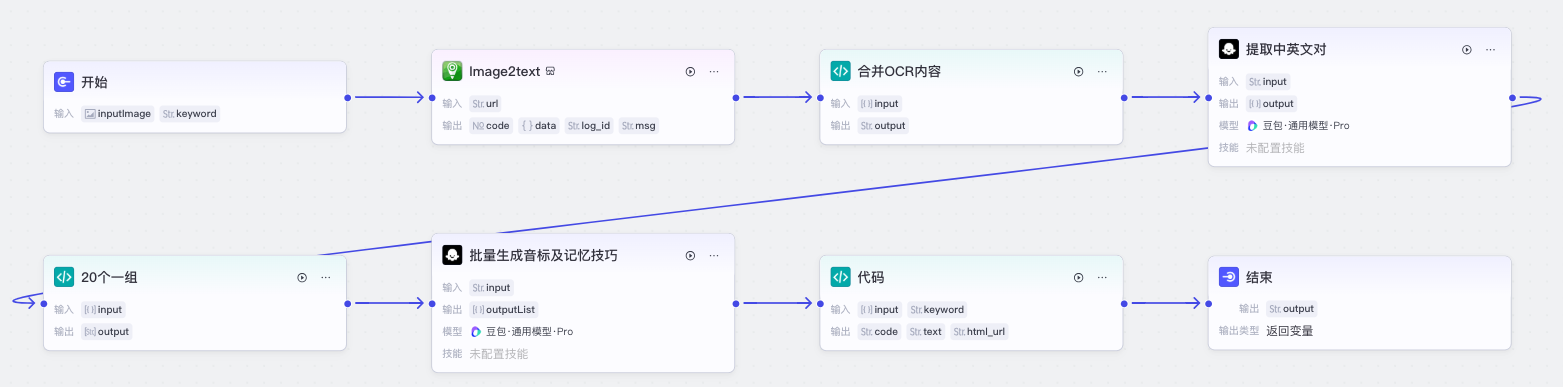 开始
输入 inputImage Str. keyword
Image2text
输入 Str. url
输出 № code { } data Str. log_id Str. msg
合并OCR内容
输入 [{}] input
输出 Str. output
提取中英文对
输入 Str. input
输出 [{}] output
模型 豆包·通用模型·Pro
技能 未配置技能
20个一组
输入 [{}] input
输出 output
批量生成音标及记忆技巧
输入 Str. input
输出 [{}] outputList
模型 豆包·通用模型·Pro
技能 未配置技能
代码
输入 [{}] input Str. keyword
输出 Str. code Str. text Str. html_url
结束
输出 Str. output
输出类型 返回变量